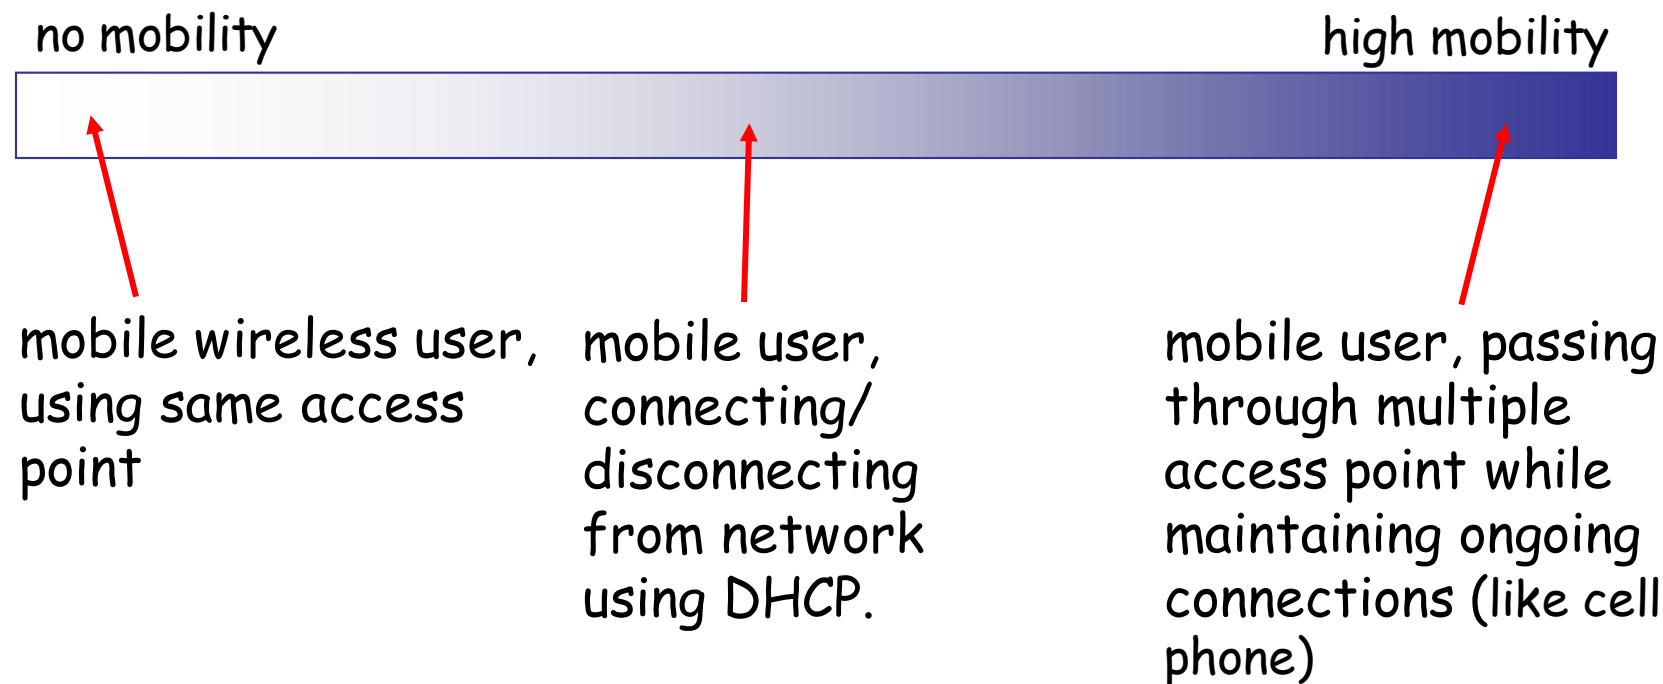 no mobility
high mobility
mobile wireless user,
using same access
point
mobile user,
connecting/
disconnecting
from network
using DHCP.
mobile user, passing
through multiple
access point while
maintaining ongoing
connections (like cell
phone)